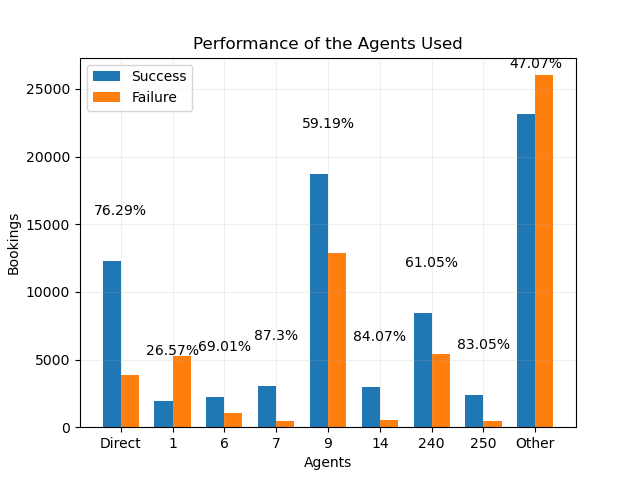 Performance of the Agents Used
Success
Failure
47.07%
59.19%
76.29%
61.05%
87.3%
84.07%
83.05%
69.01%
26.57%
25000
20000
15000
10000
5000
0
Bookings
Direct 1 6 7 9 14 240 250 Other
Agents